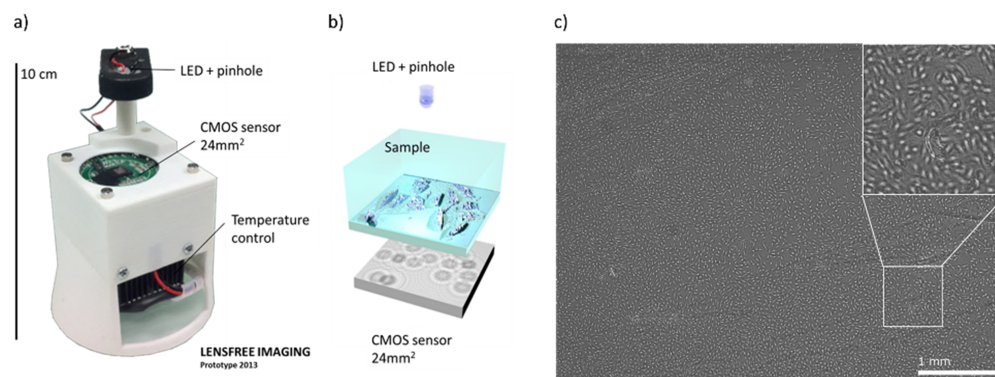 a)
10 cm
LED + pinhole
CMOS sensor
24mm²
Temperature
control
LENSFREE IMAGING
Prototype 2013
b)
LED + pinhole
Sample
CMOS sensor
24mm²
c)
1 mm